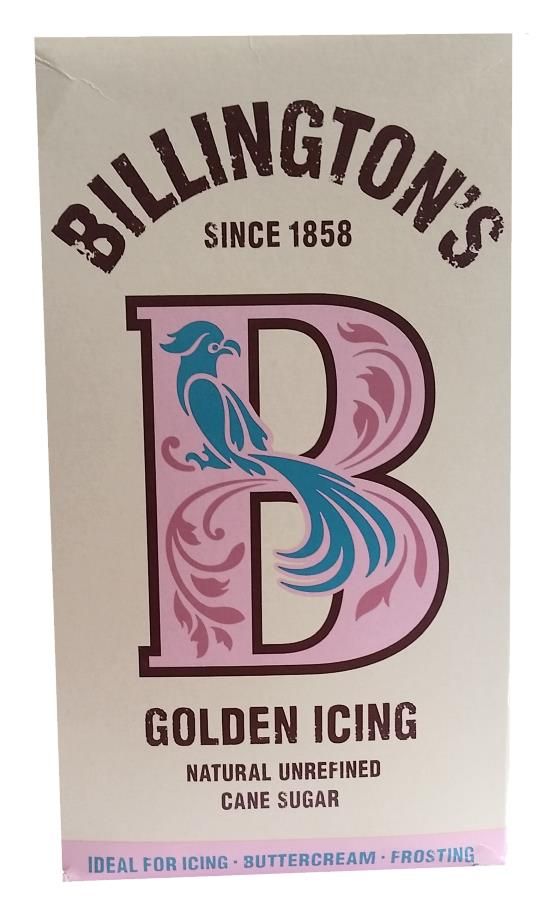 BILLINGTON'S
SINCE 1858
B
GOLDEN ICING
NATURAL UNREFINED
CANE SUGAR
IDEAL FOR ICING · BUTTERCREAM · FROSTING